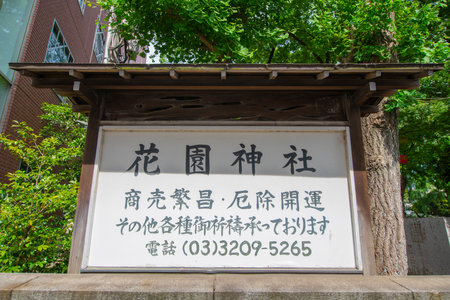 花園神社
商売繁昌・厄除開運
その他各種御祈祷承っております
電話 (03)3209-5265